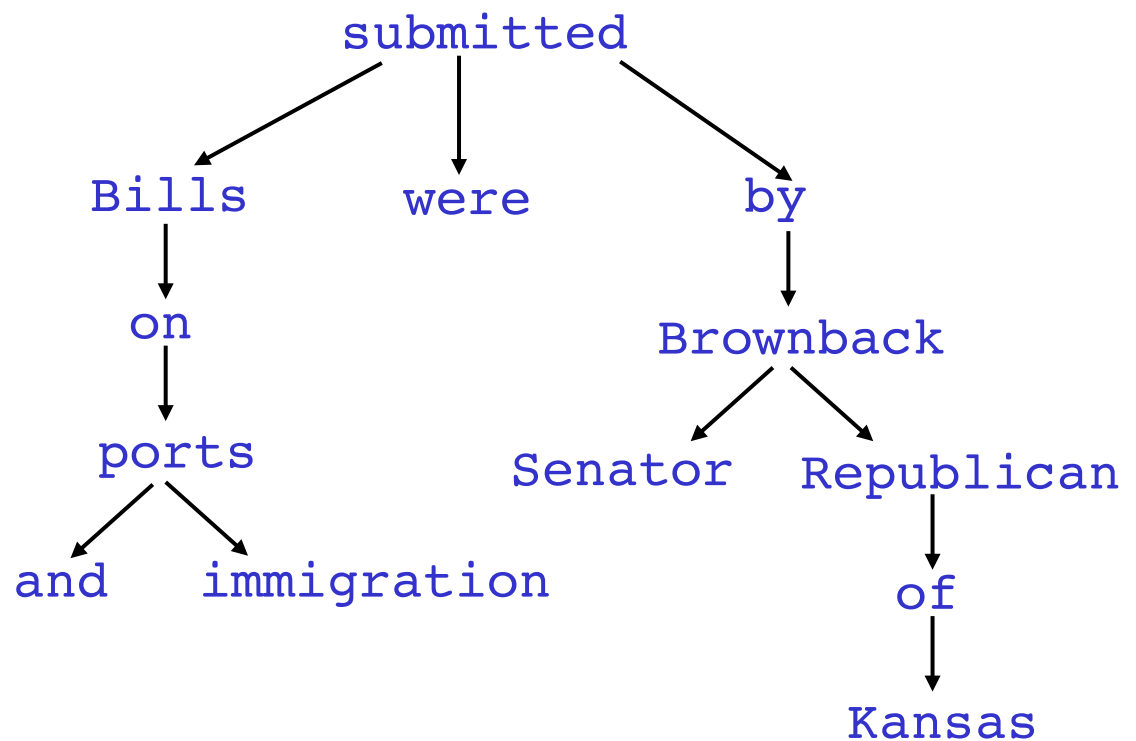 submitted
Bills were by
on
Brownback
ports
Senator Republican
and immigration
of
Kansas